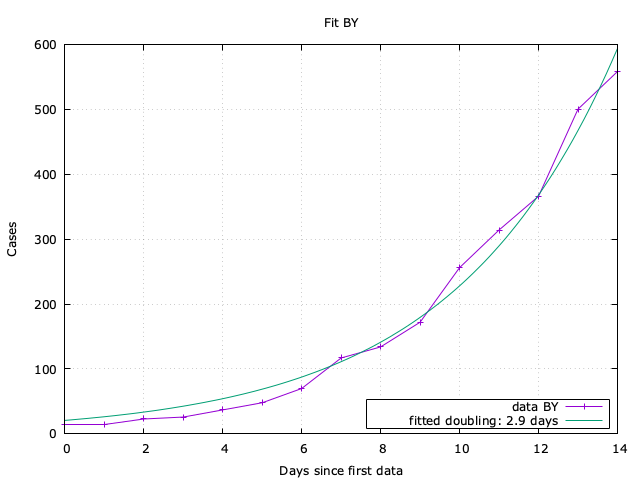 Fit BY
600
500
400
300
200
100
0
Cases
0 2 4 6 8 10 12 14
Days since first data
data BY
fitted doubling: 2.9 days